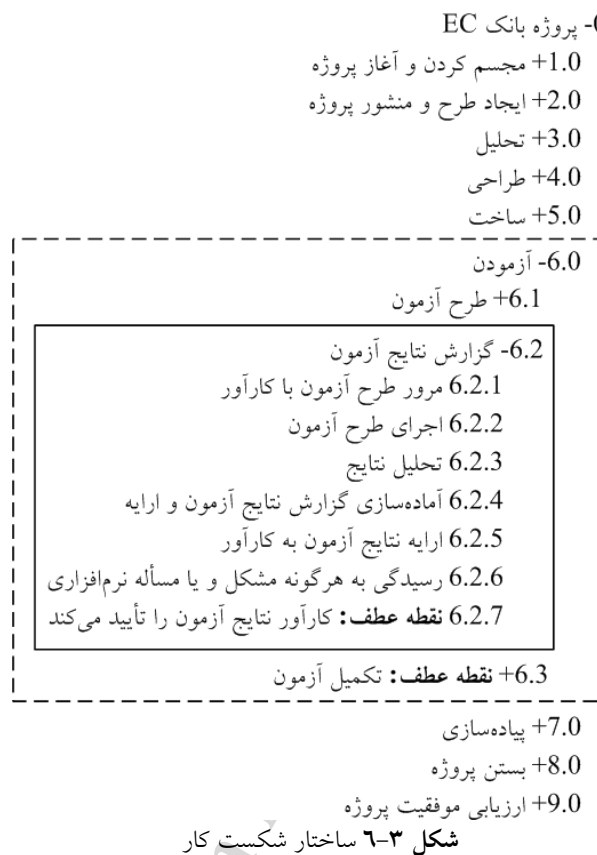 0- پروژه بانک EC
1.0+ مجسم کردن و آغاز پروژه
2.0+ ایجاد طرح و منشور پروژه
3.0+ تحلیل
4.0+ طراحی
5.0+ ساخت
6.0- آزمودن
6.1+ طرح آزمون
6.2- گزارش نتایج آزمون
6.2.1 مرور طرح آزمون با کارآور
6.2.2 اجرای طرح آزمون
6.2.3 تحلیل نتایج
6.2.4 آماده‌سازی گزارش نتایج آزمون و ارایه
6.2.5 ارایه نتایج آزمون به کارآور
6.2.6 رسیدگی به هرگونه مشکل و یا مسأله نرم‌افزاری
6.2.7 نقطه عطف: کارآور نتایج آزمون را تأیید می‌کند
6.3+ نقطه عطف: تکمیل آزمون
7.0+ پیاده‌سازی
8.0+ بستن پروژه
9.0+ ارزیابی موفقیت پروژه
شکل ۳-۶ ساختار شکست کار